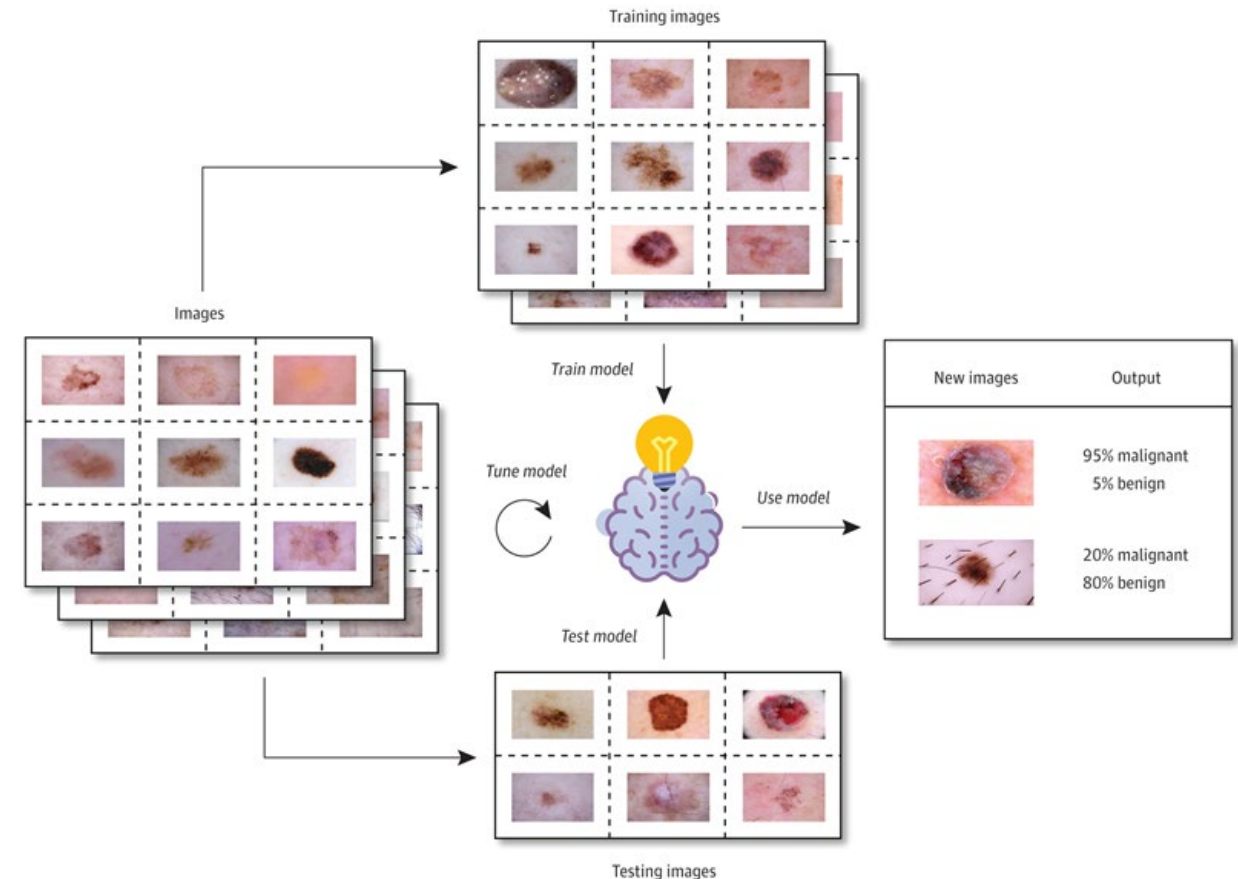 Training images
Images
Train model
Tune model
Use model
Test model
Testing images
New images Output
95% malignant
5% benign
20% malignant
80% benign